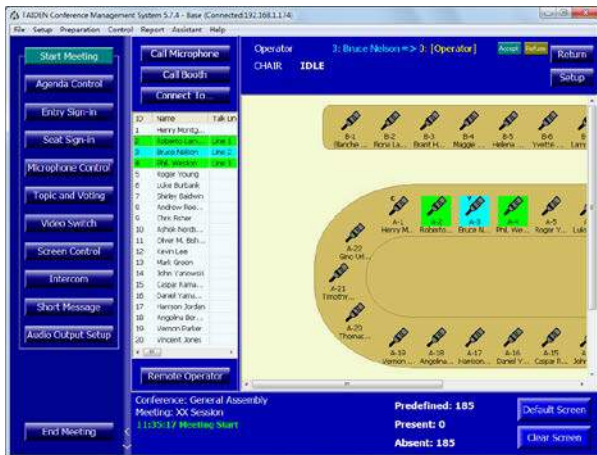 TAIDEN Conference Management System 5.7.4 - Base (Connected:192.168.1.174)
File Setup Preparation Control Report Assistant Help
Start Meeting
Agenda Control
Entry Sign-in
Seat Sign-in
Microphone Control
Topic and Voting
Video Switch
Screen Control
Intercom
Short Message
Audio Output Setup
End Meeting
Call Microphone
Call Booth
Connect To...
ID Name Talk Lin
1 Henry Montg...
2 Roberto Lam... Line 1
3 Bruce Nelson Line 2
4 Phil. Weston Line 1
5 Roger Young
6 Luke Burbank
7 Shirley Baldwin
8 Andrew Roe...
9 Chris Fisher
10 Ashok Nords...
11 Oliver M. Bish...
12 Kevin Lee
13 Mark Green
14 John Yanowski
15 Caspar Rama...
16 Daniel Yamu...
17 Harrison Jordan
18 Angelina Ber...
19 Vernon Parker
20 Vincent Jones
Remote Operator
Operator 3: Bruce Nelson => 3: [Operator] Accept Refuse
CHAIR IDLE
Return
Setup
B-1 B-2 B-3 B-4 B-5 B-6
Blanche ... Fiona La... Brant H... Maggie ... Helena ... Yvette ... Larry
A-1 A-2 A-3 A-4 A-5
Henry M... Roberto... Bruce N... Phil. We... Roger Y... Luke
A-22
Gino Uri...
A-21
Timothy...
A-20
Thomas...
A-19 A-18 A-17 A-16 A-15
Vernon ... Angelina... Harrison... Daniel Y... Caspar R... John
Conference: General Assembly
Meeting: XX Session
11:35:17 Meeting Start
Predefined: 185
Present: 0
Absent: 185
Default Screen
Clear Screen